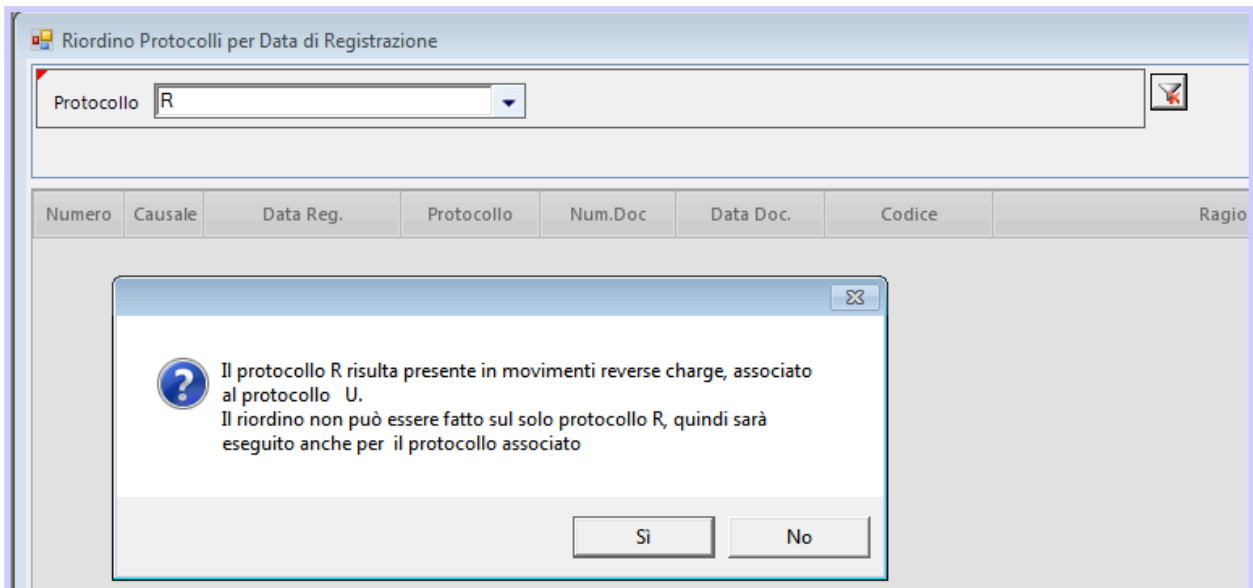 Riordino Protocolli per Data di Registrazione
Protocollo R
Numero Causale Data Reg. Protocollo Num.Doc Data Doc. Codice Ragio
Il protocollo R risulta presente in movimenti reverse charge, associato
al protocollo U.
Il riordino non può essere fatto sul solo protocollo R, quindi sarà
eseguito anche per il protocollo associato
Sì No